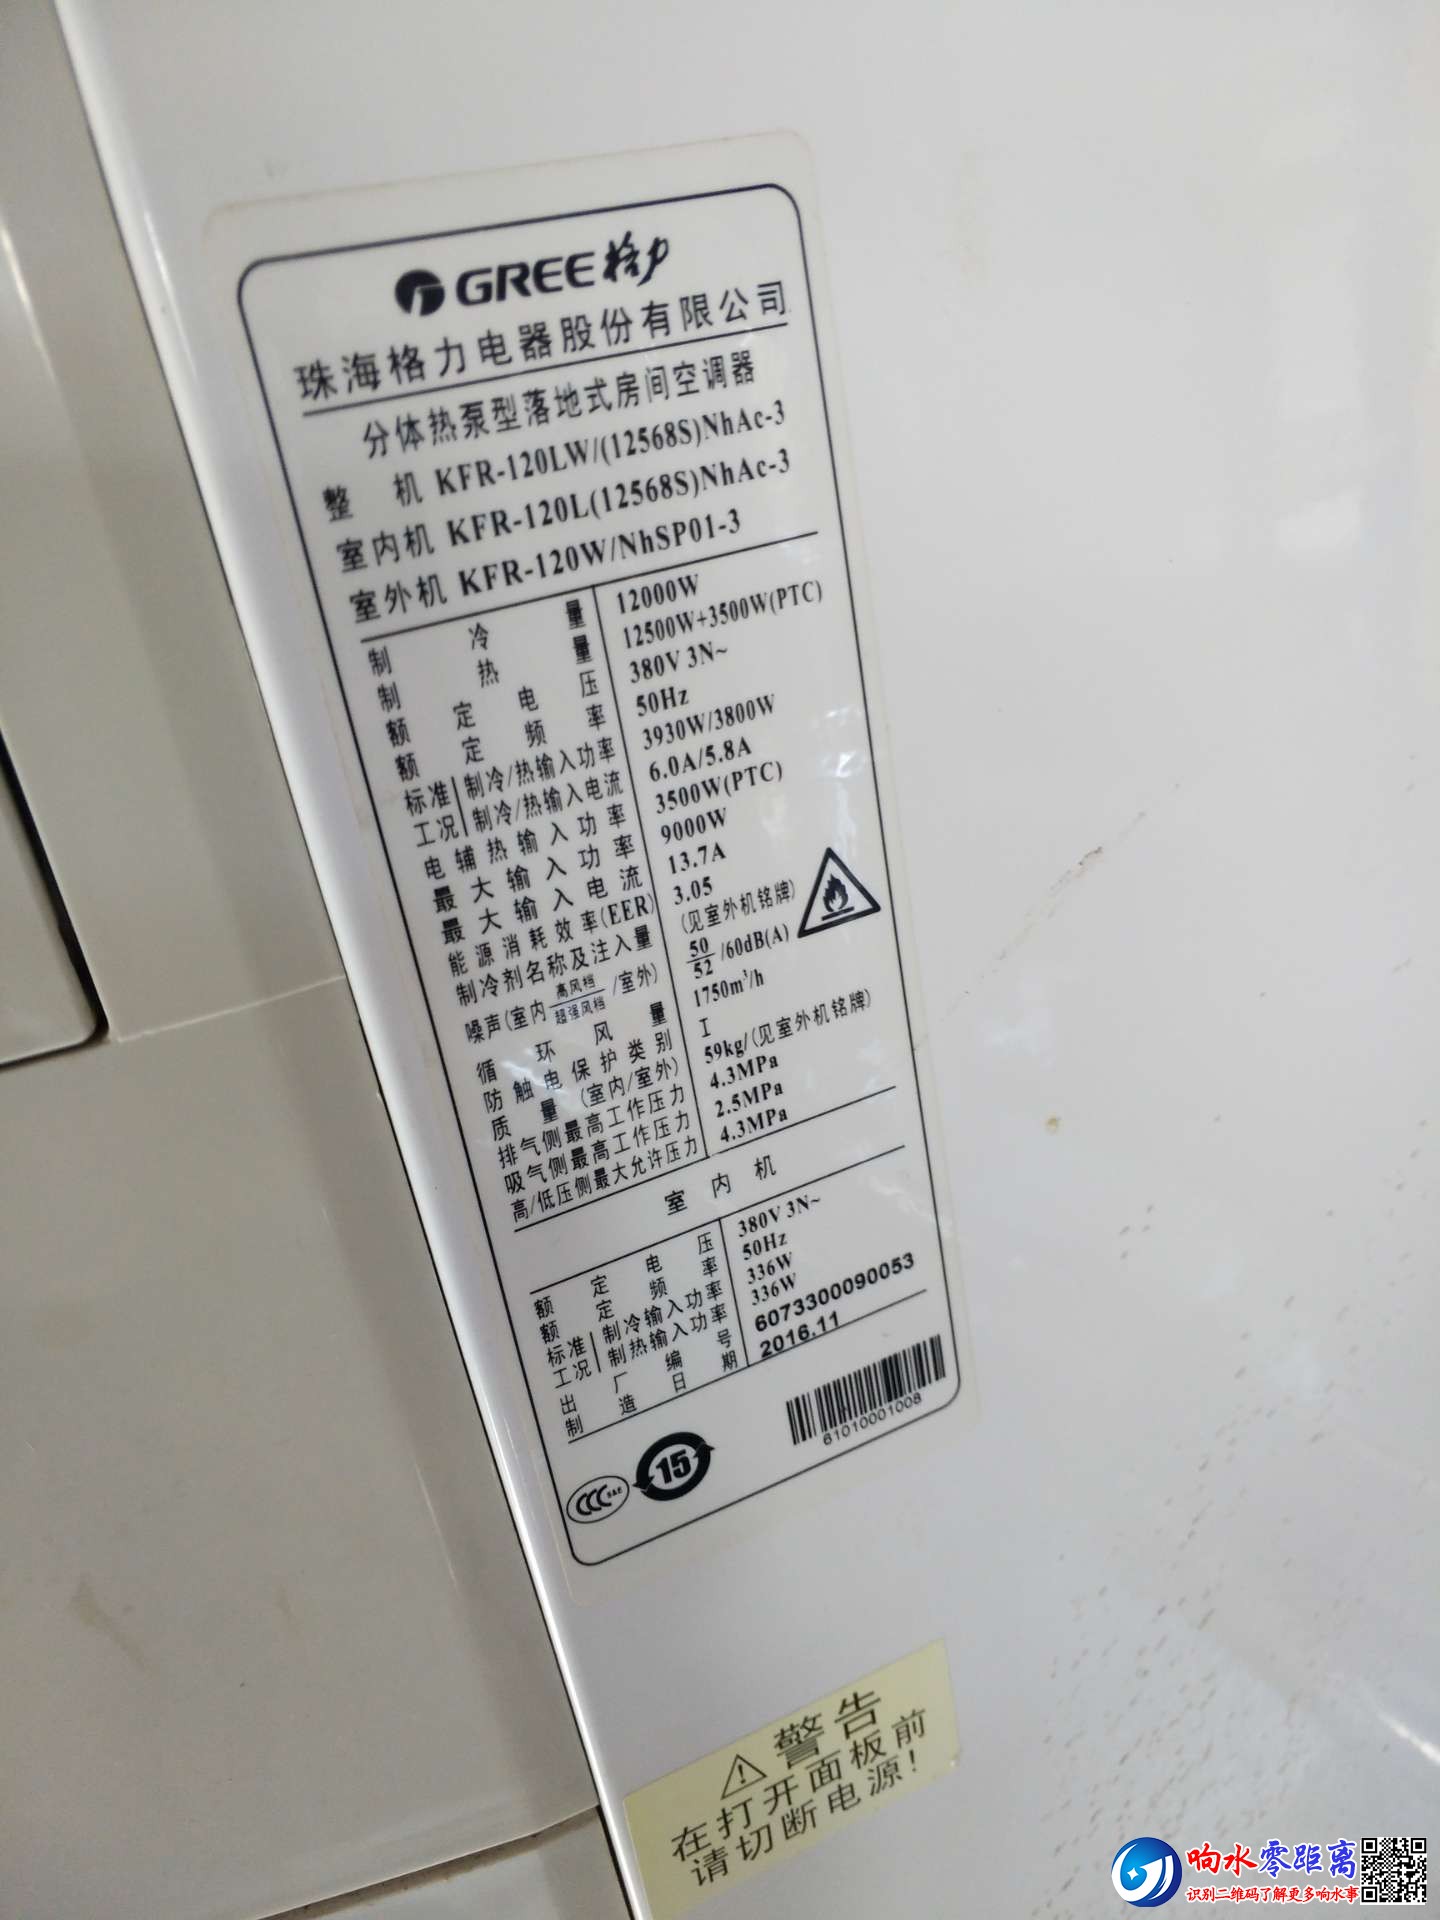 GREE格力
珠海格力电器股份有限公司
分体热泵型落地式房间空调器
整机 KFR-120LW/(12568S)NhAc-3
室内机 KFR-120L(12568S)NhAc-3
室外机 KFR-120W/NhSP01-3
制冷量 12000W
制热量 12500W+3500W(PTC)
额定电压 380V 3N~
额定频率 50Hz
标准工况 制冷/热输入功率 3930W/3800W
制冷/热输入电流 6.0A/5.8A
电辅热输入功率 3500W(PTC)
最大输入功率 9000W
最大输入电流 13.7A
能源消耗效率(EER) 3.05
制冷剂名称及注入量 (见室外机铭牌)
噪声(室内高风档/超强风档/室外) 50/52/60dB(A)
循环风量 1750m³/h
防触电保护类别 I
质量(室内/室外) 59kg/(见室外机铭牌)
排气侧最高工作压力 4.3MPa
吸气侧最高工作压力 2.5MPa
高/低压侧最大允许压力 4.3MPa
室内机
额定电压 380V 3N~
额定频率 50Hz
标准工况 制冷输入功率 336W
制热输入功率 336W
出厂编号 6073300090053
制造日期 2016.11
61010001008
CCC S&E
15
警告
在打开面板前
请切断电源!
响水零距离
识别二维码了解更多响水事